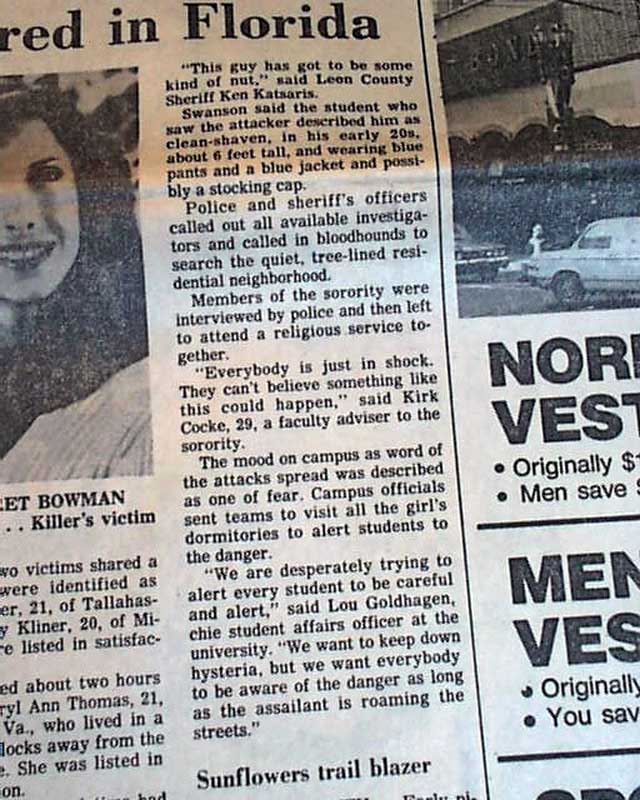 red in Florida
"This guy has got to be some
kind of nut," said Leon County
Sheriff Ken Katsaris.
Swanson said the student who
saw the attacker described him as
clean-shaven, in his early 20s,
about 6 feet tall, and wearing blue
pants and a blue jacket and possi-
bly a stocking cap.
Police and sheriff's officers
called out all available investiga-
tors and called in bloodhounds to
search the quiet, tree-lined resi-
dential neighborhood.
Members of the sorority were
interviewed by police and then left
to attend a religious service to-
gether.
"Everybody is just in shock.
They can't believe something like
this could happen," said Kirk
Cocke, 29, a faculty adviser to the
sorority.
The mood on campus as word of
the attacks spread was described
as one of fear. Campus officials
sent teams to visit all the girl's
dormitories to alert students to
the danger.
"We are desperately trying to
alert every student to be careful
and alert," said Lou Goldhagen,
chie student affairs officer at the
university. "We want to keep down
hysteria, but we want everybody
to be aware of the danger as long
as the assailant is roaming the
streets."
Sunflowers trail blazer
ET BOWMAN
. . Killer's victim
wo victims shared a
were identified as
er, 21, of Tallahas-
y Kliner, 20, of Mi-
re listed in satisfac-
ed about two hours
ryl Ann Thomas, 21,
Va., who lived in a
locks away from the
e. She was listed in
on.
NOR
VEST
• Originally $
• Men save
MEN
VES
• Originally
• You sav